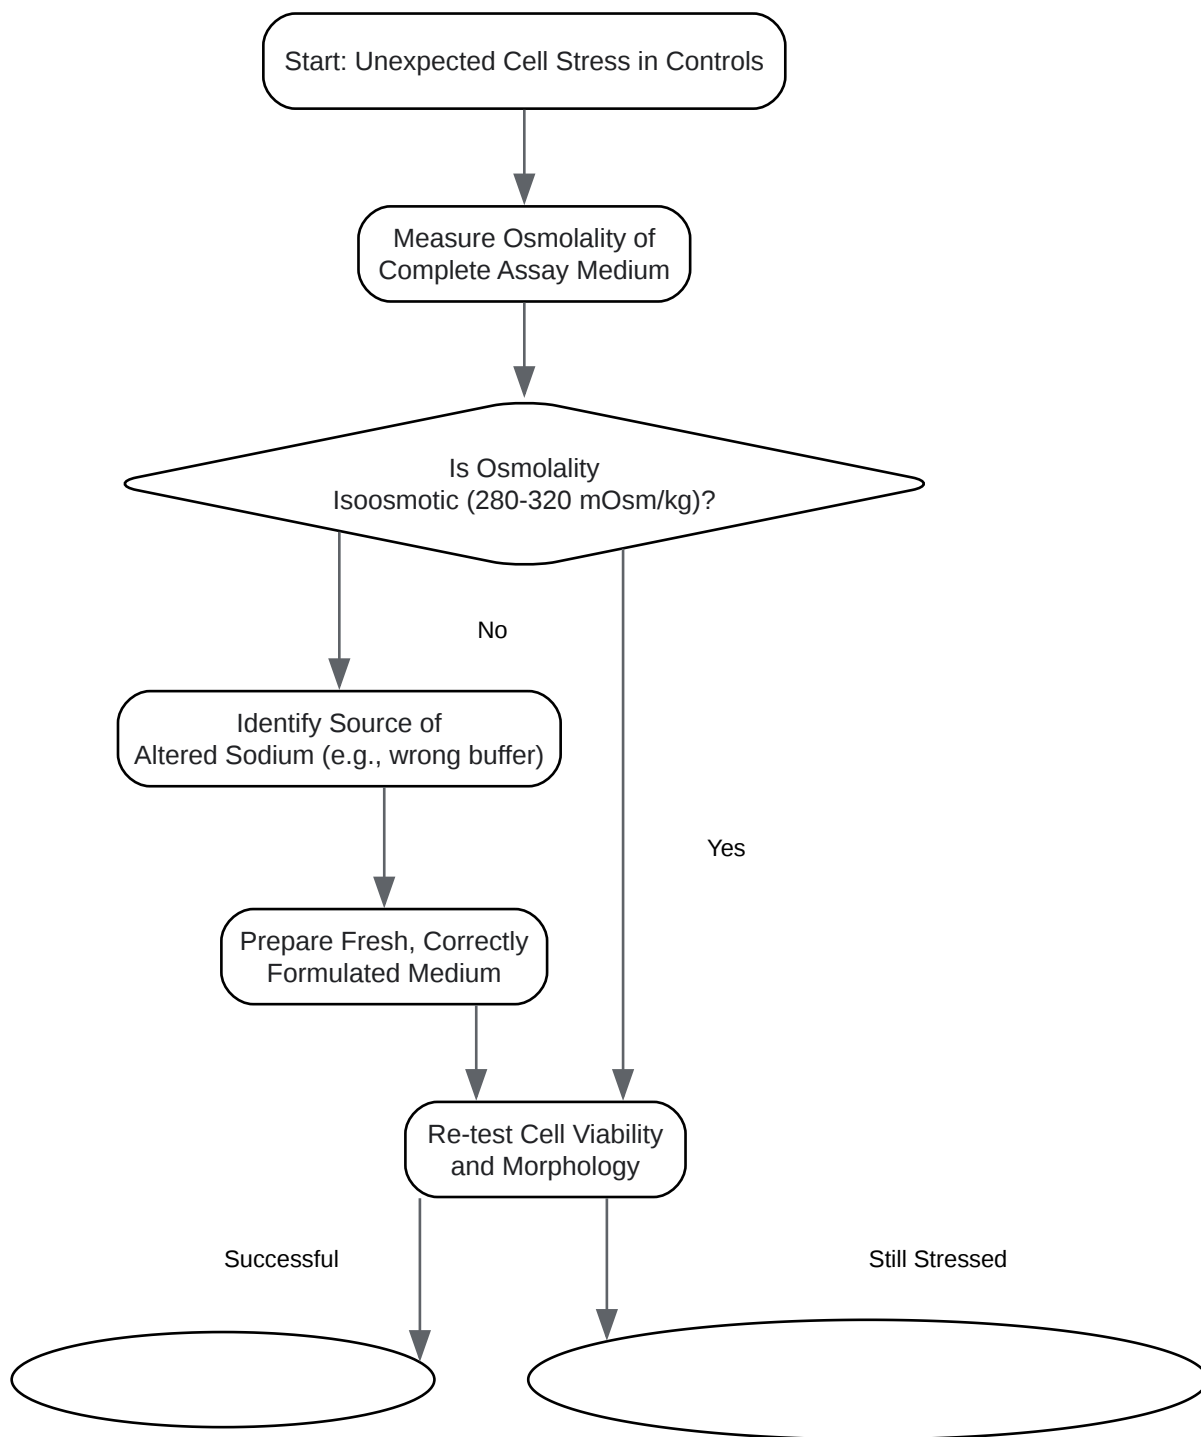 Start: Unexpected Cell Stress in Controls
Measure Osmolality of
Complete Assay Medium
Is Osmolality
Isoosmotic (280-320 mOsm/kg)?
No
Identify Source of
Altered Sodium (e.g., wrong buffer)
Yes
Prepare Fresh, Correctly
Formulated Medium
Re-test Cell Viability
and Morphology
Successful
Still Stressed